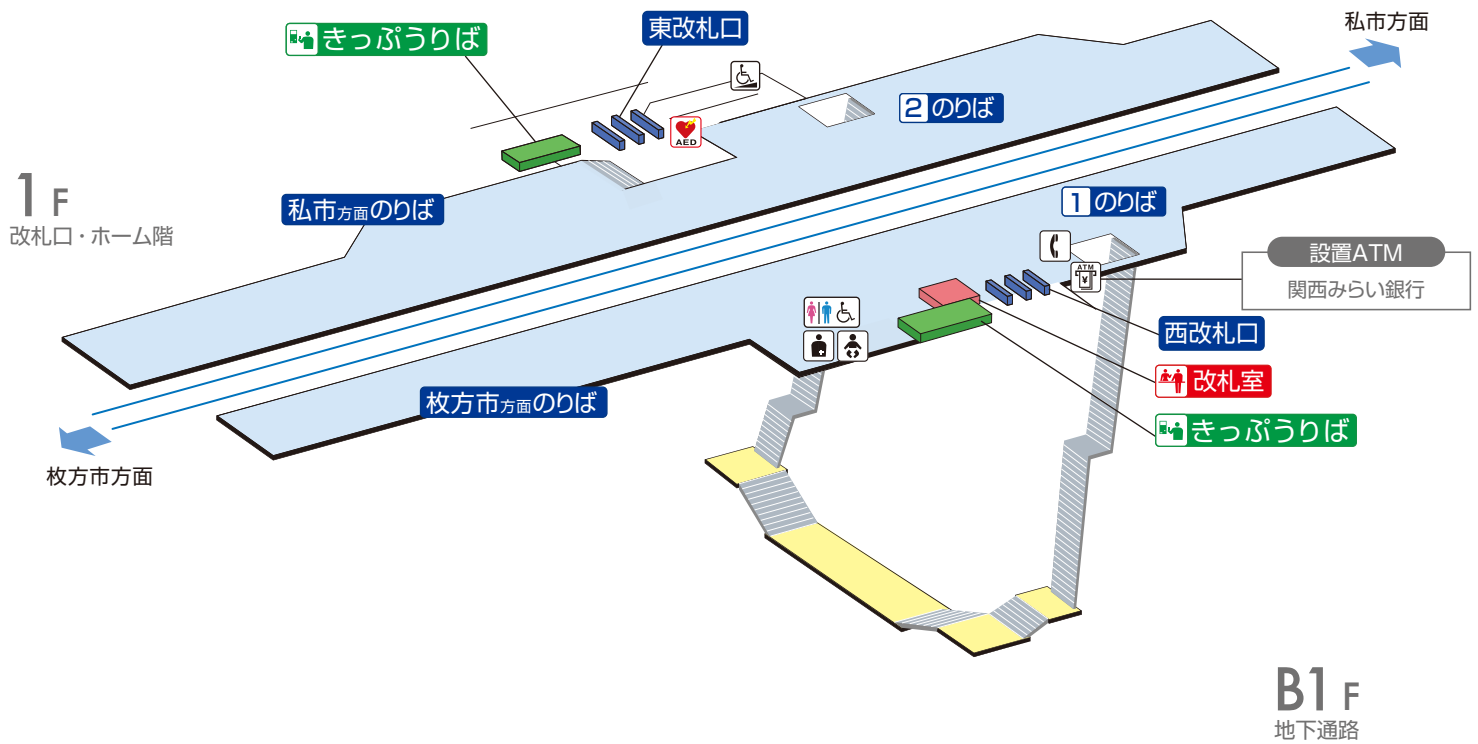 私市方面
きっぷうりば
東改札口
AED
2 のりば
1 F
改札口・ホーム階
私市方面のりば
1 のりば
ATM
¥
設置ATM
関西みらい銀行
西改札口
改札室
枚方市方面のりば
きっぷうりば
枚方市方面
B1 F
地下通路